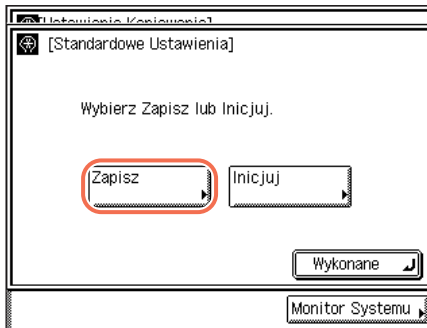 [Standardowe Ustawienia]
Wybierz Zapisz lub Inicjuj.
Zapisz
Inicjuj
Wykonane
Monitor Systemu